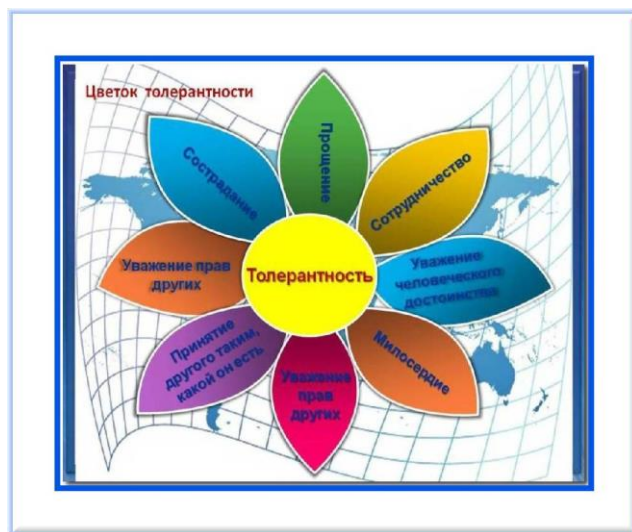 Цветок толерантности
Прощение
Сотрудничество
Уважение
человеческого
достоинства
Милосердие
Уважание
прав
других
Принятие
другого таким,
какой он есть
Уважение прав
других
Сострадание
Толерантность